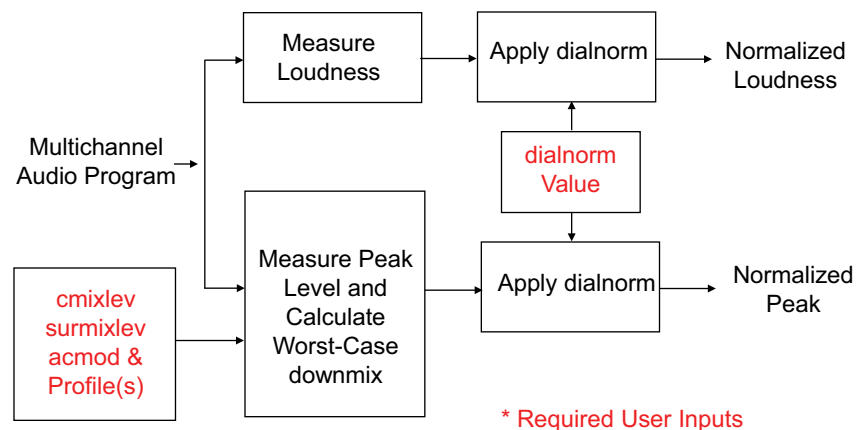 Measure
Loudness
Apply dialnorm
Normalized
Loudness
Multichannel
Audio Program
dialnorm
Value
cmixlev
surmixlev
acmod &
Profile(s)
Measure Peak
Level and
Calculate
Worst-Case
downmix
Apply dialnorm
Normalized
Peak
* Required User Inputs